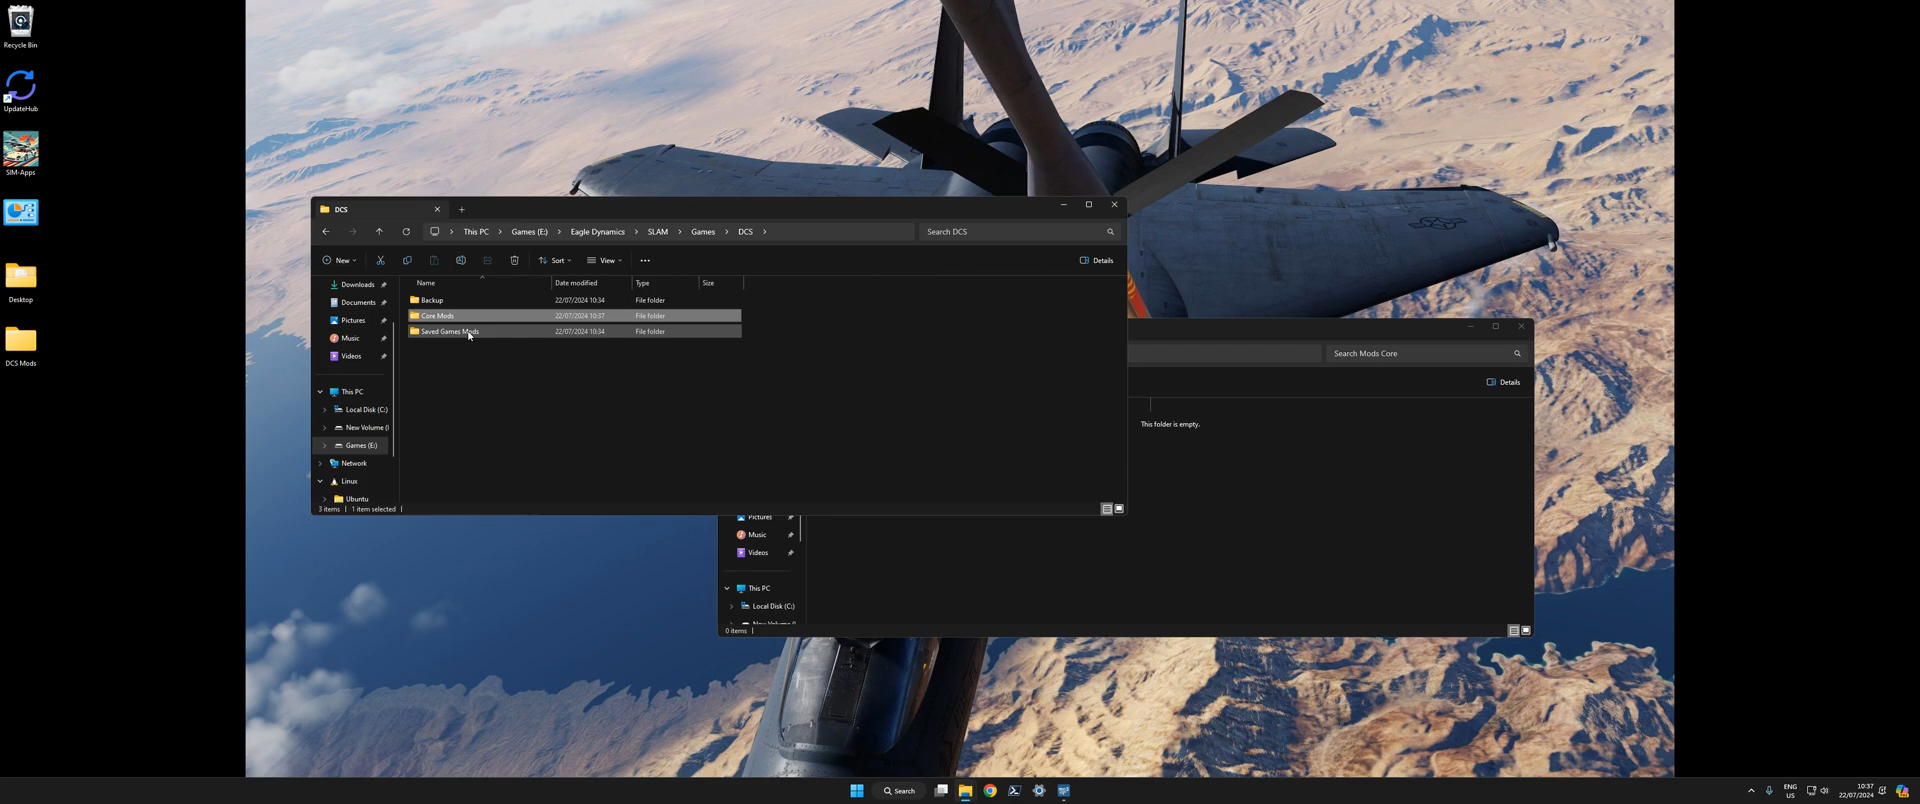 Recycle Bin
UpdateHub
SIM-Apps
Desktop
DCS Mods
DCS
This PC > Games (E:) > Eagle Dynamics > SLAM > Games > DCS >
Search DCS
New
Sort
View
Details
Downloads
Documents
Pictures
Music
Videos
This PC
Local Disk (C:)
New Volume (
Games (E:)
Network
Linux
Ubuntu
Name Date modified Type Size
Backup 22/07/2024 10:34 File folder
Core Mods 22/07/2024 10:37 File folder
Saved Games Mods 22/07/2024 10:34 File folder
3 items 1 item selected
Search Mods Core
Details
This folder is empty.
Pictures
Music
Videos
This PC
Local Disk (C:)
0 items
Search
ENG
US
10:37
22/07/2024